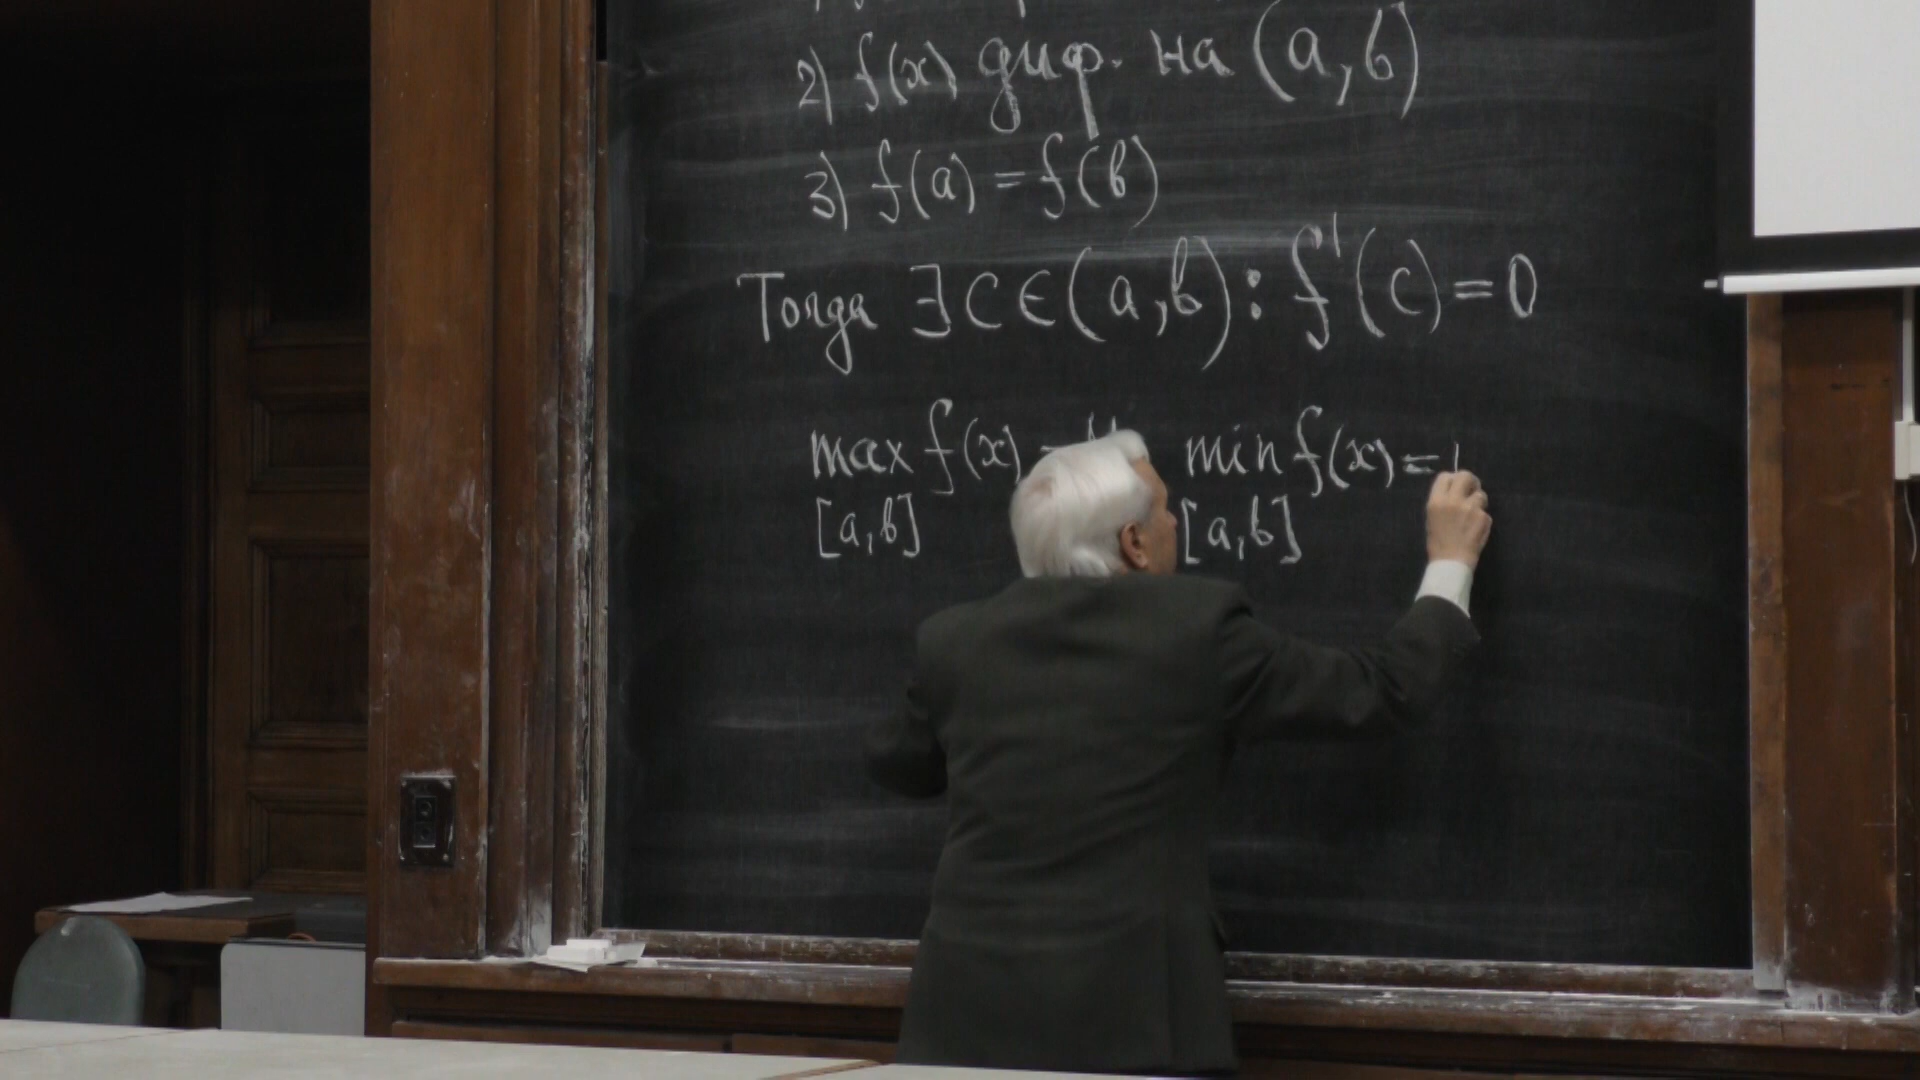 2) f(x) диф. на (a, b)
3) f(a) = f(b)
Тогда ∃ c ∈ (a, b) : f'(c) = 0
max f(x) = M min f(x) =
[a, b] [a, b]